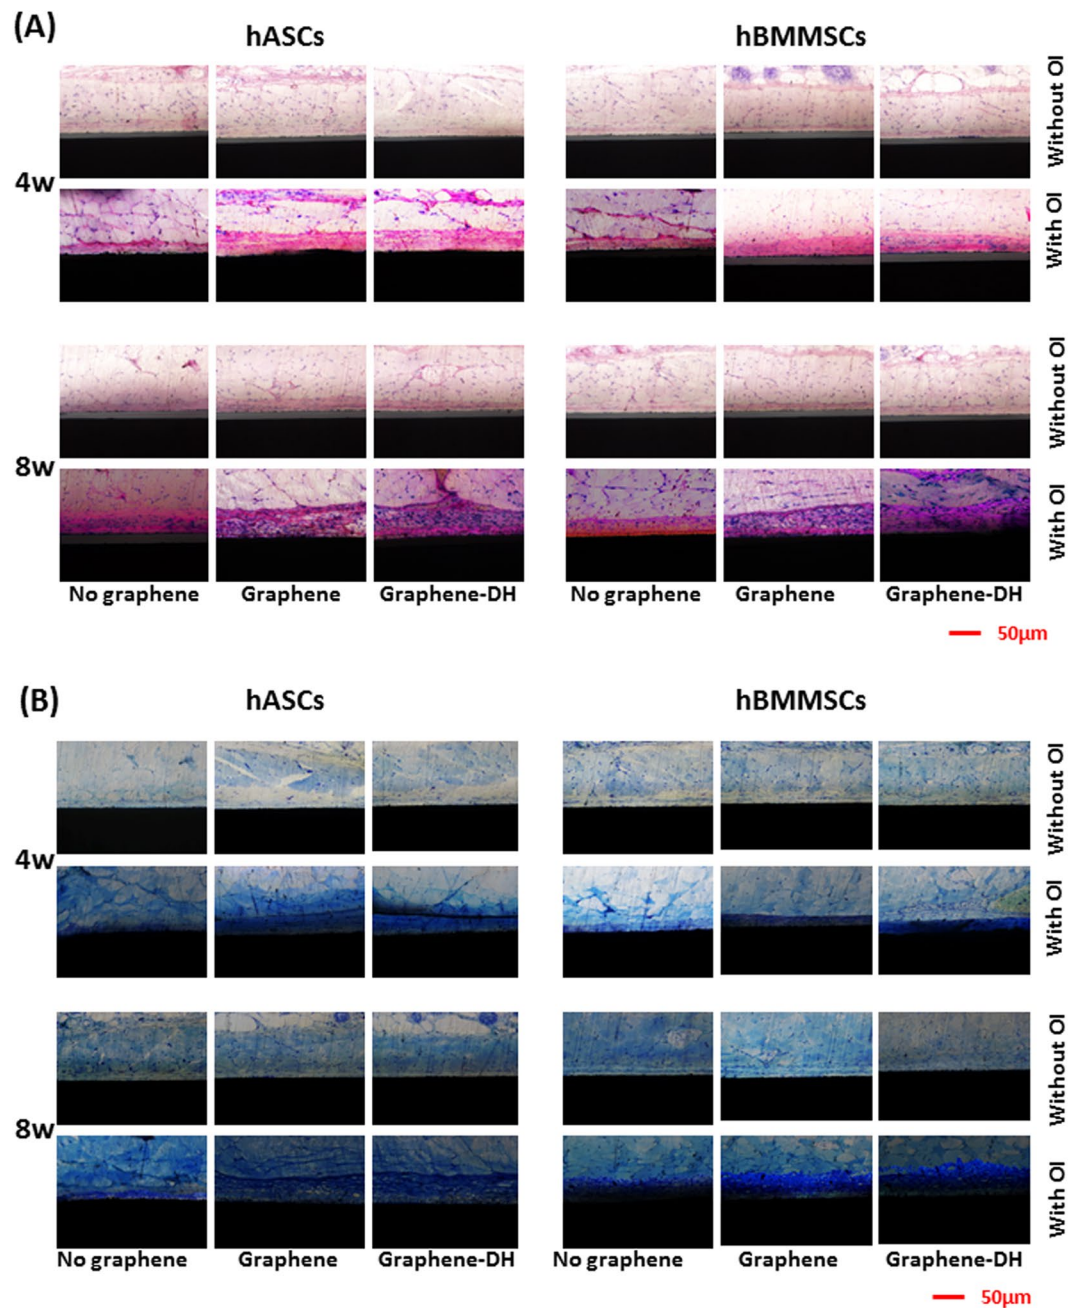 (A)
hASCs hBMMSCs
Without OI
4w
With OI
Without OI
8w
With OI
No graphene Graphene Graphene-DH No graphene Graphene Graphene-DH
50µm
(B)
hASCs hBMMSCs
Without OI
4w
With OI
Without OI
8w
With OI
No graphene Graphene Graphene-DH No graphene Graphene Graphene-DH
50µm